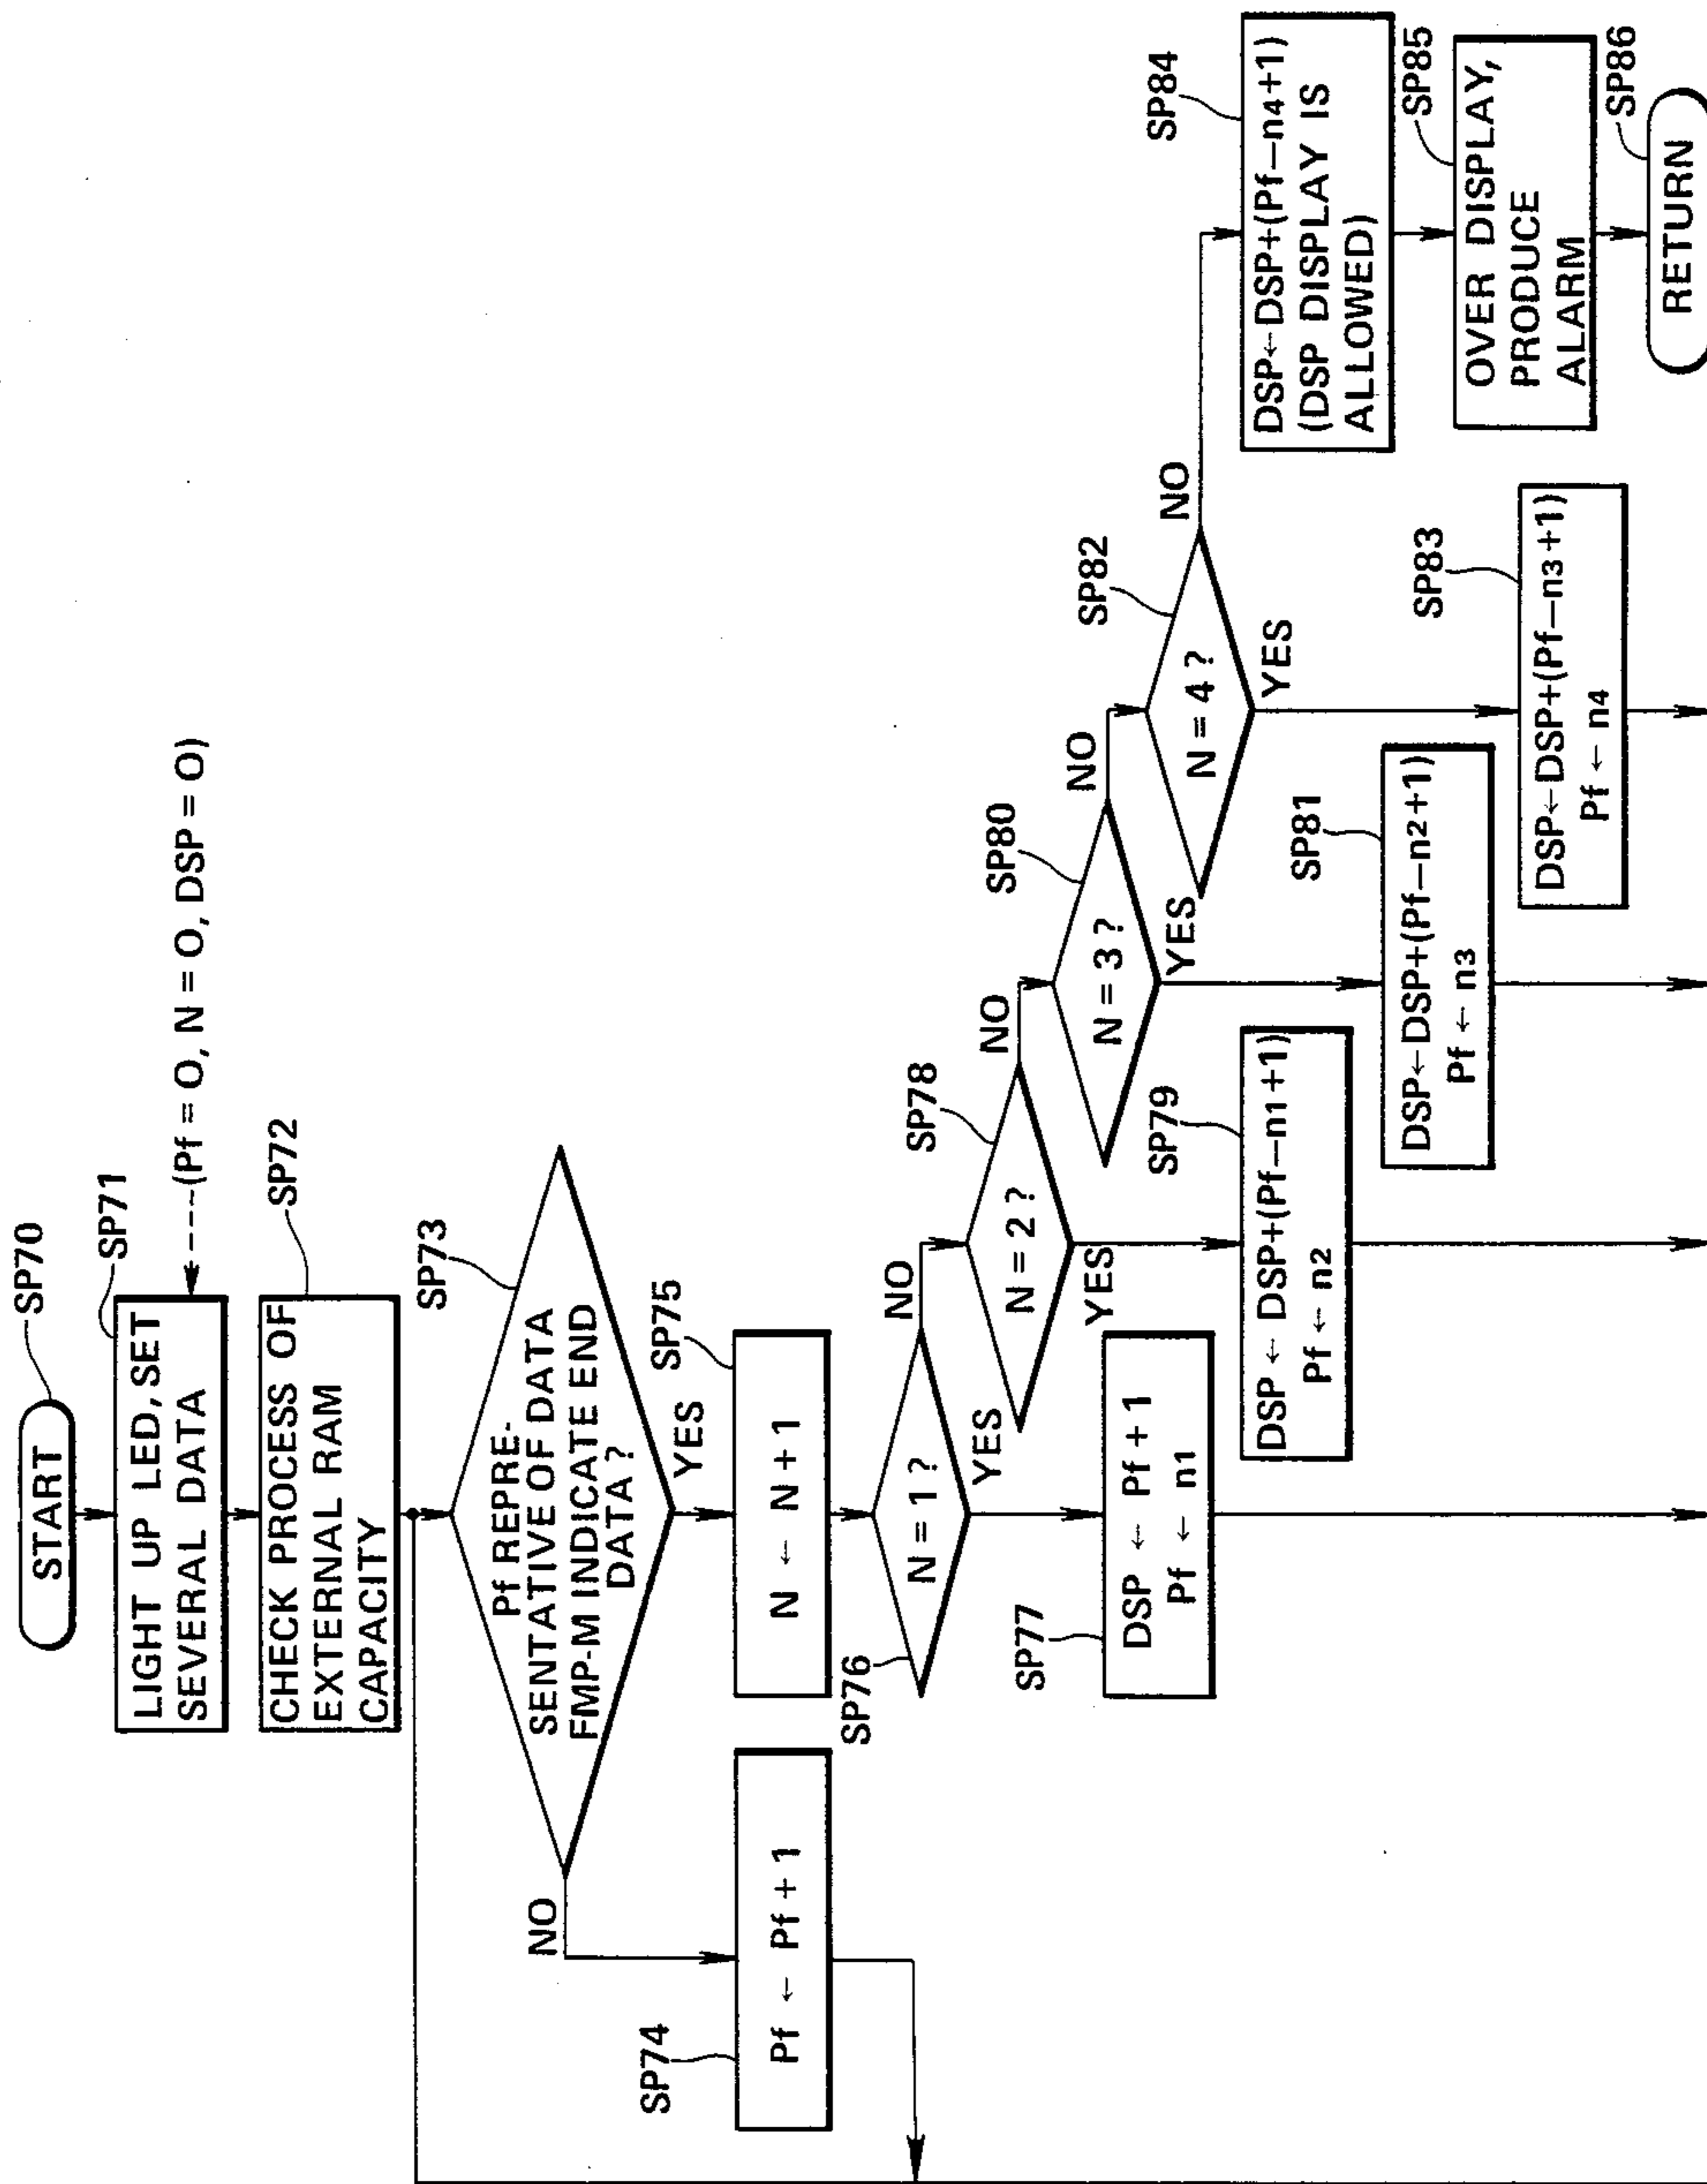 START
SP70
LIGHT UP LED, SET
SEVERAL DATA
SP71
(Pf = O, N = O, DSP = O)
CHECK PROCESS OF
EXTERNAL RAM
CAPACITY
SP72
Pf REPRE-
SENTATIVE OF DATA
FMP-M INDICATE END
DATA ?
SP73
NO
YES
SP74
Pf ← Pf + 1
SP75
N ← N + 1
SP76
N = 1 ?
NO
YES
SP77
DSP ← Pf + 1
Pf ← n1
SP78
N = 2 ?
NO
YES
SP79
DSP ← DSP+(Pf−n1+1)
Pf ← n2
SP80
N = 3 ?
NO
YES
SP81
DSP←DSP+(Pf−n2+1)
Pf ← n3
SP82
N = 4 ?
NO
YES
SP83
DSP←DSP+(Pf−n3+1)
Pf ← n4
SP84
DSP←DSP+(Pf−n4+1)
(DSP DISPLAY IS
ALLOWED)
SP85
OVER DISPLAY,
PRODUCE
ALARM
SP86
RETURN